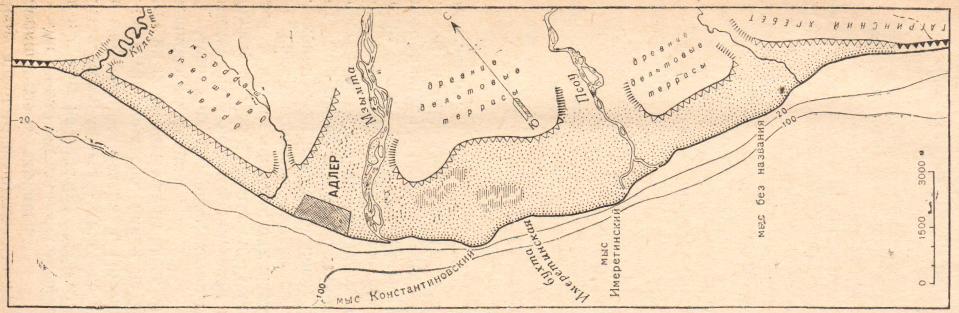 Кудепста
древние
дельтовые
террасы
Мзымта
С
древние
дельтовые
террасы
Ю
Псоу
древние
дельтовые
террасы
ГАГРИНСКИЙ ХРЕБЕТ
АДЛЕР
20
100
мыс Константиновский
Имеретинская
бухта
мыс
Имеретинский
мыс без названия
20
100
0 1500 3000 м